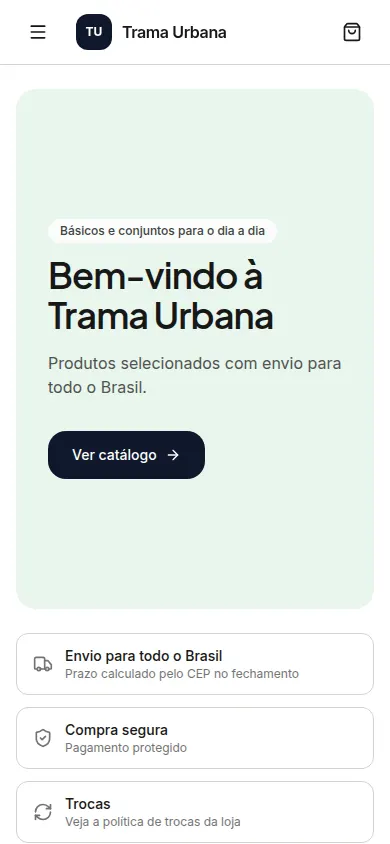 TU
Trama Urbana
Básicos e conjuntos para o dia a dia
Bem-vindo à
Trama Urbana
Produtos selecionados com envio para
todo o Brasil.
Ver catálogo
Envio para todo o Brasil
Prazo calculado pelo CEP no fechamento
Compra segura
Pagamento protegido
Trocas
Veja a política de trocas da loja